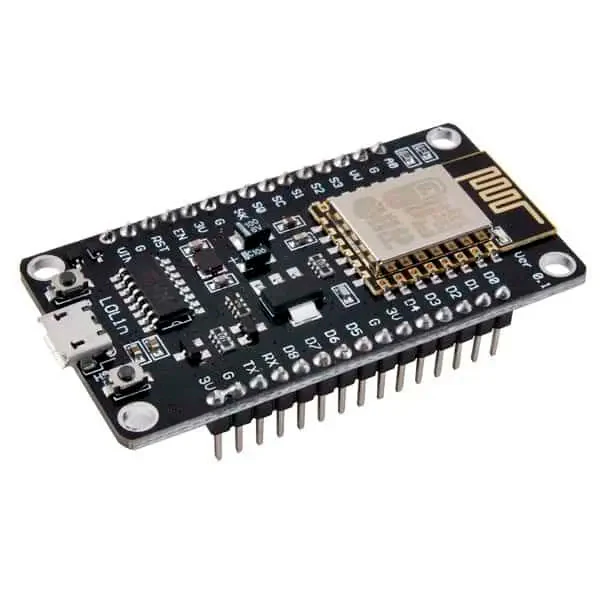 A0
G
VU
S3
S2
S1
SC
S0
SK
G
3V
EN
RST
G
VIN
LoLin
Ver 0.1
D0
D1
D2
D3
D4
3V
G
D5
D6
D7
D8
RX
TX
G
3V